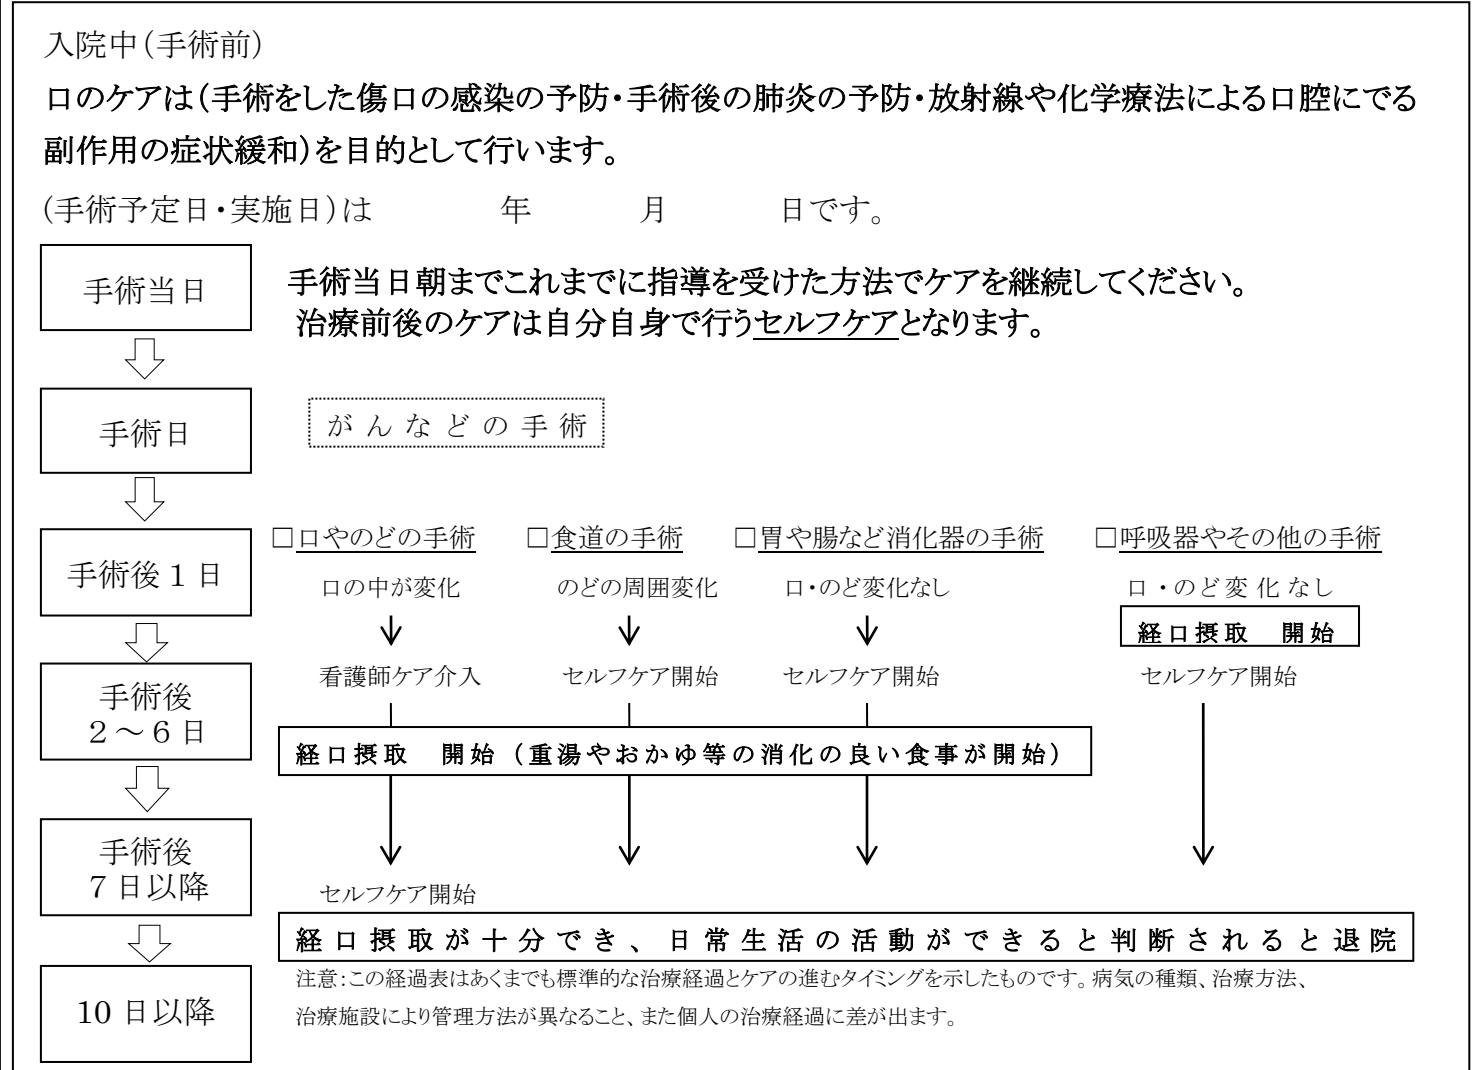 入院中(手術前)
口のケアは(手術をした傷口の感染の予防・手術後の肺炎の予防・放射線や化学療法による口腔にでる
副作用の症状緩和)を目的として行います。
(手術予定日・実施日)は　　　　年　　　月　　　日です。
手術当日
手術当日朝までこれまでに指導を受けた方法でケアを継続してください。
治療前後のケアは自分自身で行うセルフケアとなります。
手術日
がんなどの手術
手術後1日
□口やのどの手術　□食道の手術　□胃や腸など消化器の手術　□呼吸器やその他の手術
口の中が変化　のどの周囲変化　口・のど変化なし　口・のど変化なし
経口摂取　開始
看護師ケア介入　セルフケア開始　セルフケア開始　セルフケア開始
手術後
2～6日
経口摂取　開始(重湯やおかゆ等の消化の良い食事が開始)
手術後
7日以降
セルフケア開始
経口摂取が十分でき、日常生活の活動ができると判断されると退院
10日以降
注意:この経過表はあくまでも標準的な治療経過とケアの進むタイミングを示したものです。病気の種類、治療方法、
治療施設により管理方法が異なること、また個人の治療経過に差が出ます。